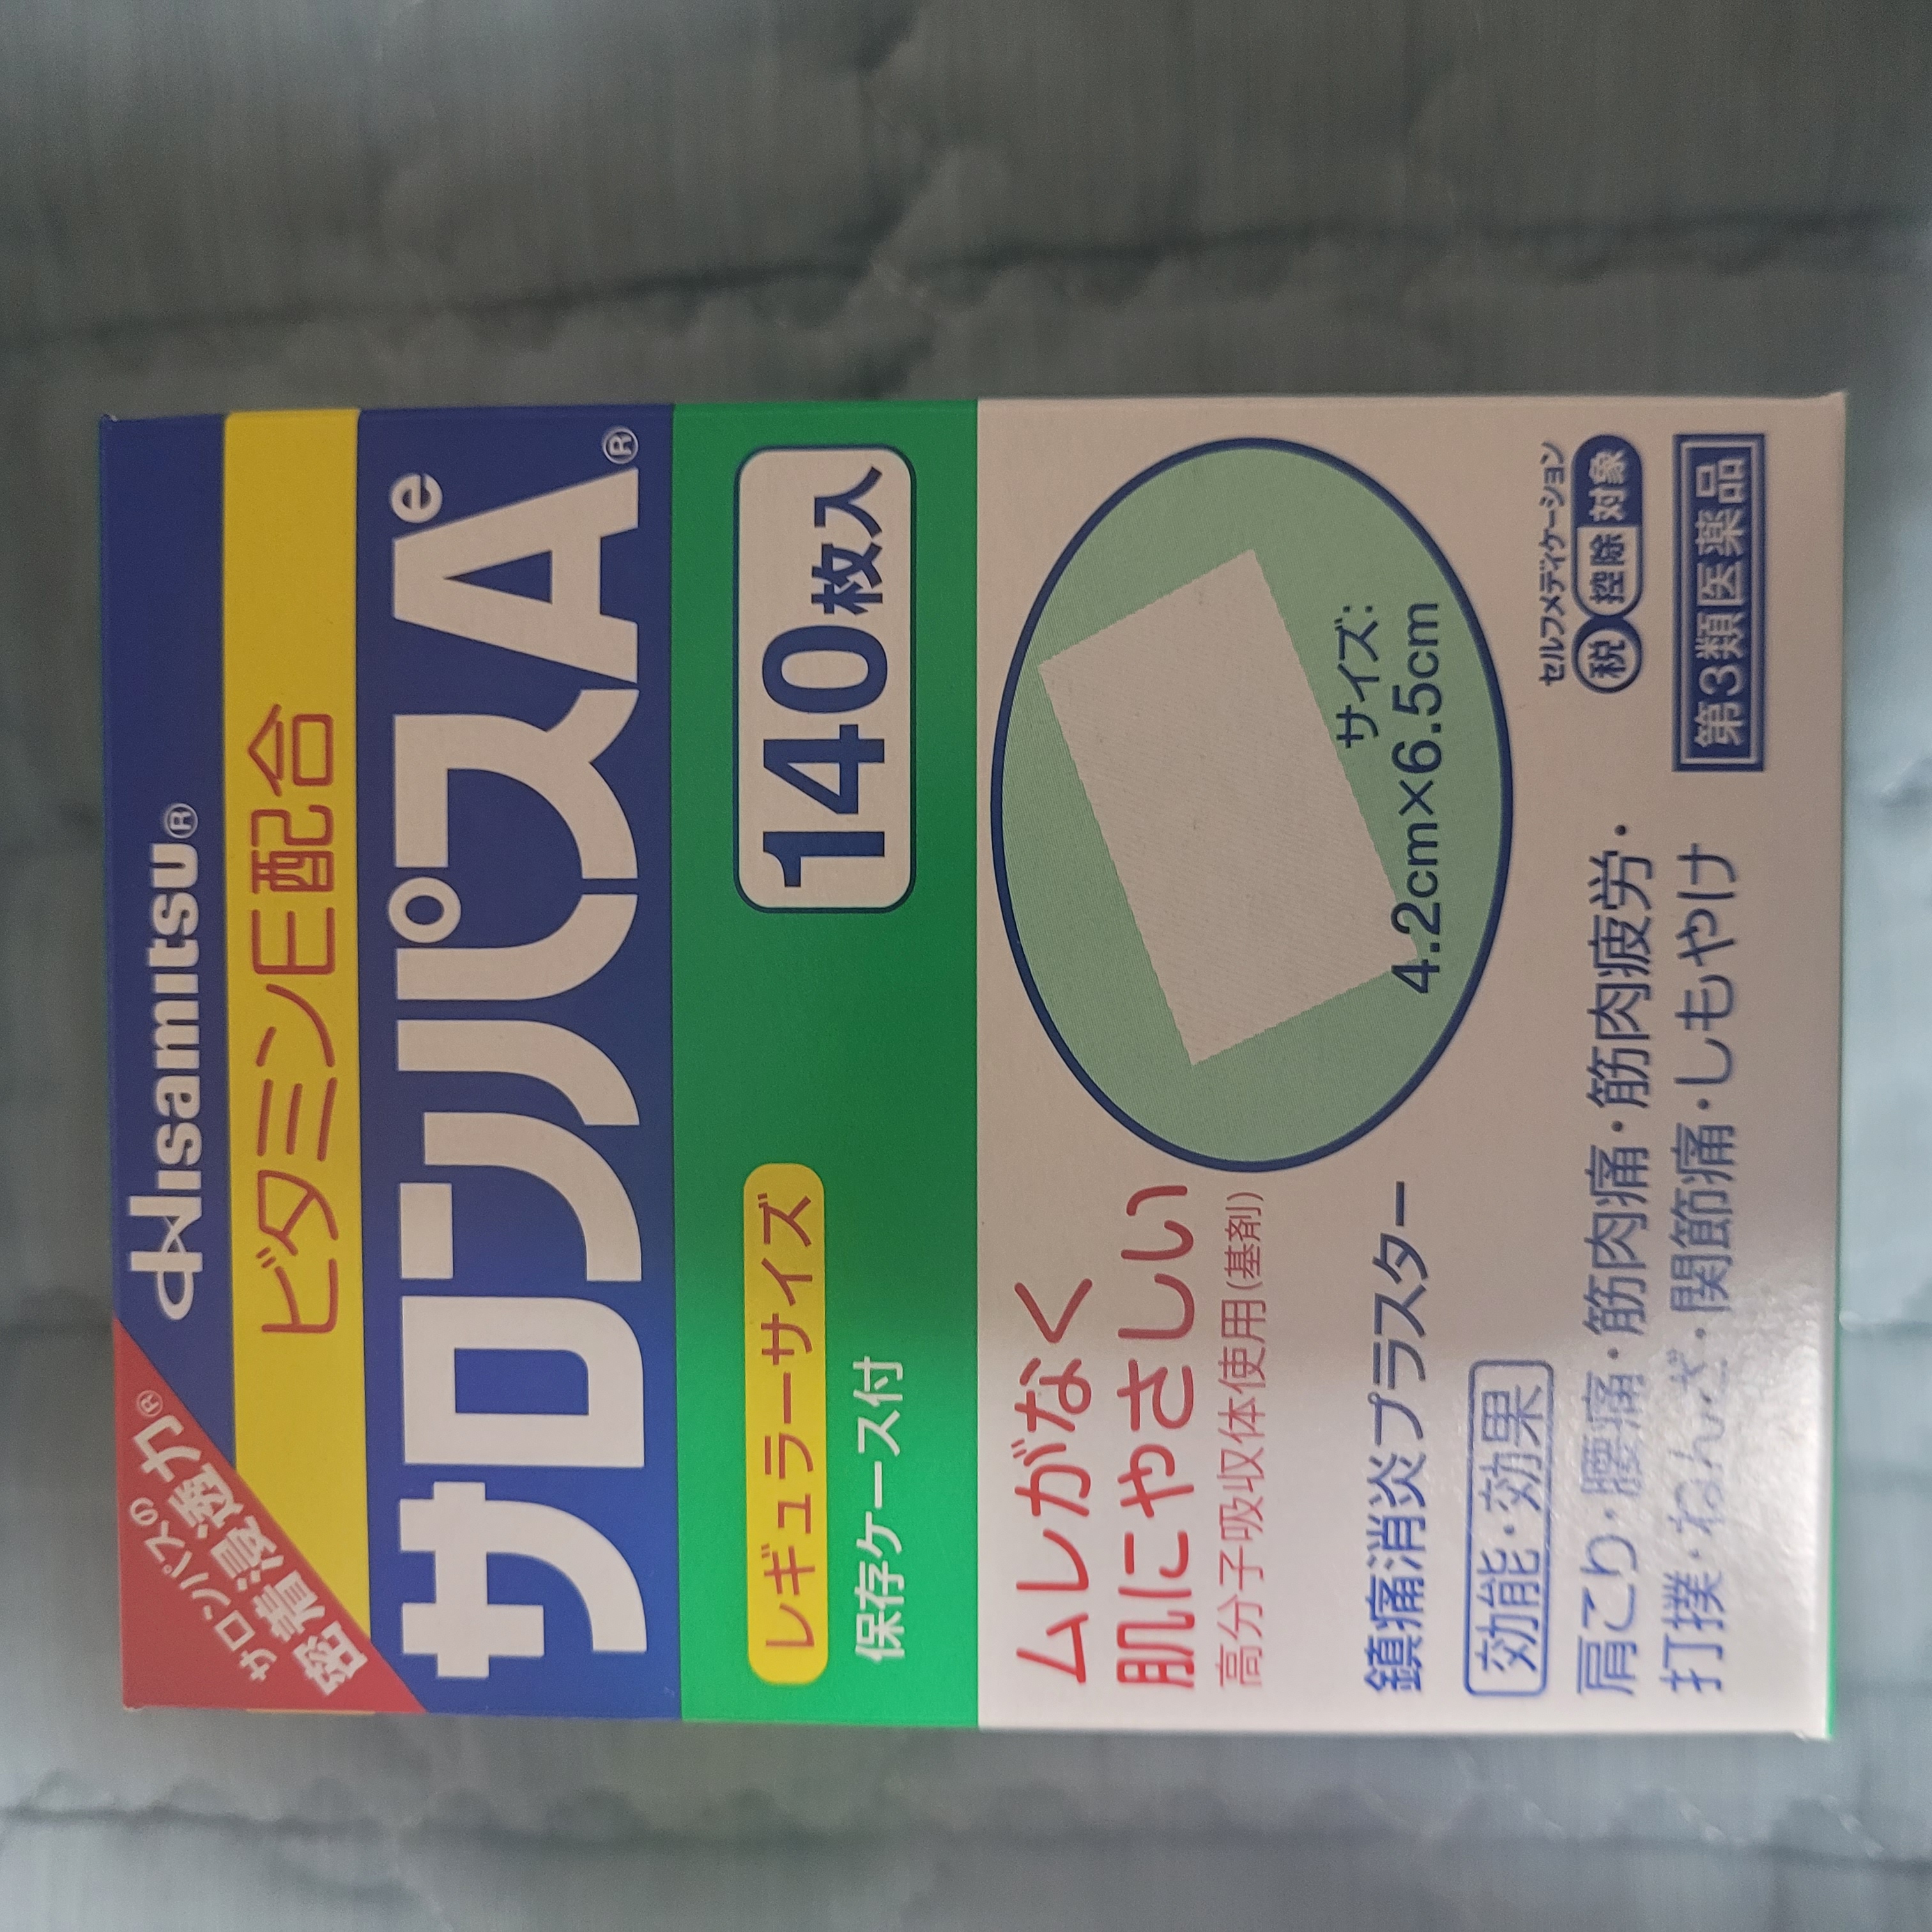 サロンパスの®
密着浸透力
Hisamitsu®
ビタミンE配合
サロンパスAe®
レギュラーサイズ
保存ケース付
140枚入
ムレがなく
肌にやさしい
高分子吸収体使用(基剤)
サイズ:
4.2cm×6.5cm
鎮痛消炎プラスター
効能・効果
肩こり・腰痛・筋肉痛・筋肉疲労・
打撲・ねんざ・関節痛・しもやけ
セルフメディケーション
税 控除 対象
第3類医薬品